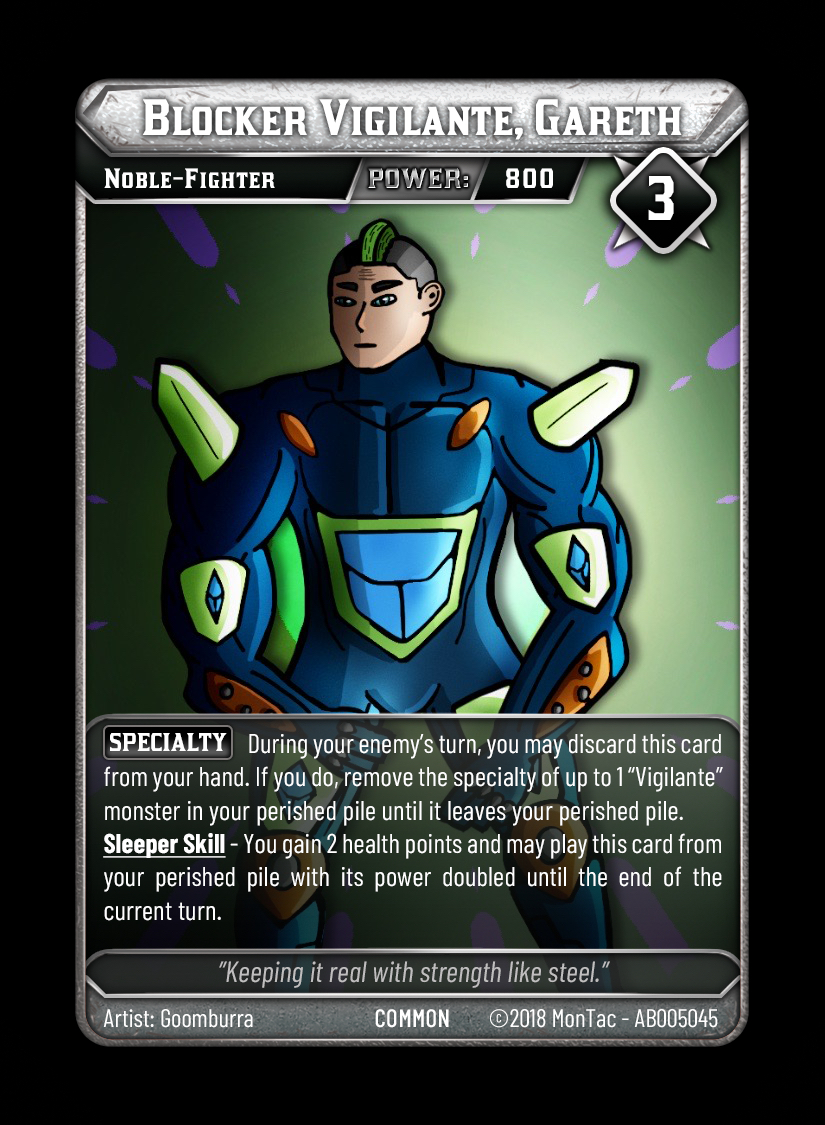 Blocker Vigilante, Gareth
Noble-Fighter POWER: 800
3
SPECIALTY During your enemy's turn, you may discard this card
from your hand. If you do, remove the specialty of up to 1 "Vigilante"
monster in your perished pile until it leaves your perished pile.
Sleeper Skill - You gain 2 health points and may play this card from
your perished pile with its power doubled until the end of the
current turn.
"Keeping it real with strength like steel."
Artist: Goomburra COMMON ©2018 MonTac - AB005045